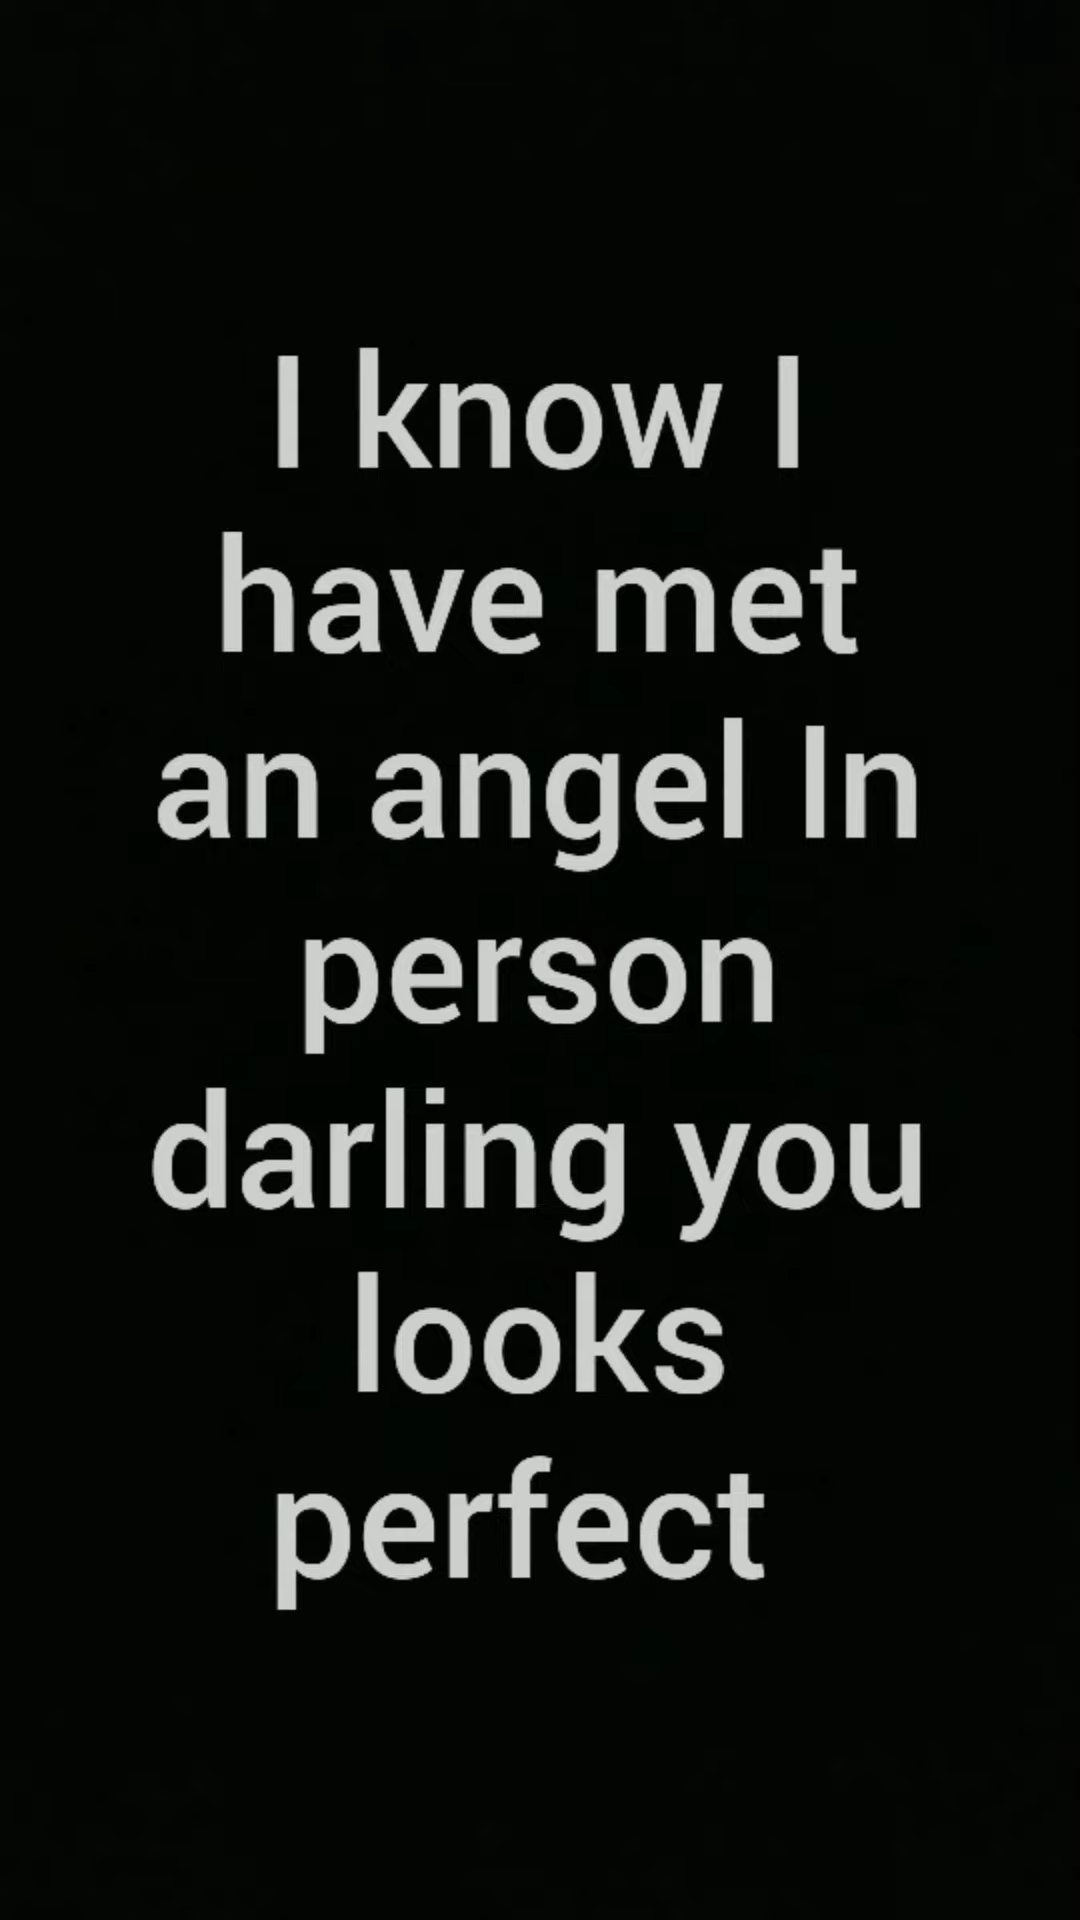 I know I
have met
an angel In
person
darling you
looks
perfect